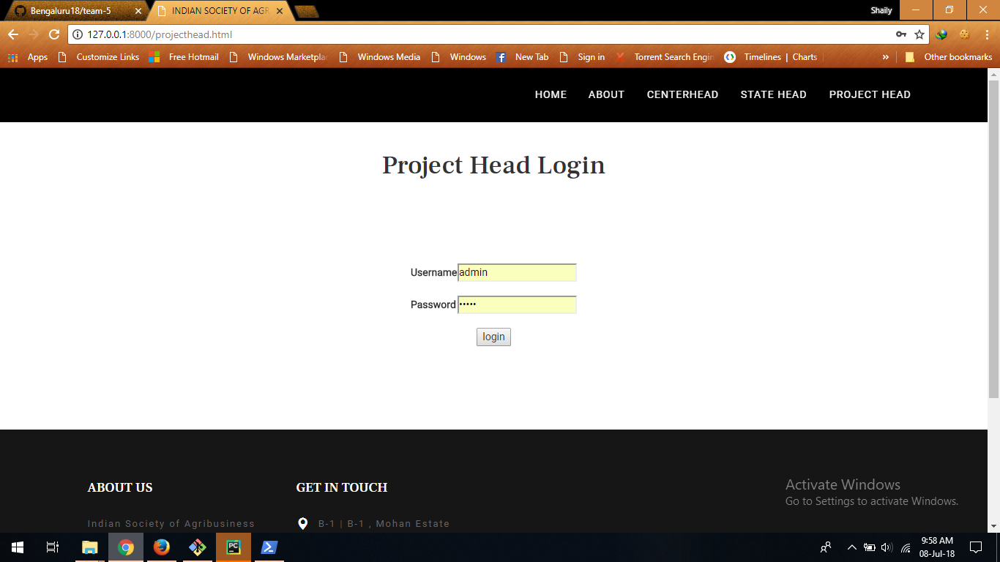 Bengaluru18/team-5
INDIAN SOCIETY OF AGR
Shaily
127.0.0.1:8000/projecthead.html
Apps Customize Links Free Hotmail Windows Marketpla Windows Media Windows New Tab Sign in Torrent Search Engin Timelines | Charts » Other bookmarks
HOME ABOUT CENTERHEAD STATE HEAD PROJECT HEAD
Project Head Login
Username admin
Password •••••
login
ABOUT US
GET IN TOUCH
Indian Society of Agribusiness
B-1 | B-1 , Mohan Estate
Activate Windows
Go to Settings to activate Windows.
PC
9:58 AM
08-Jul-18